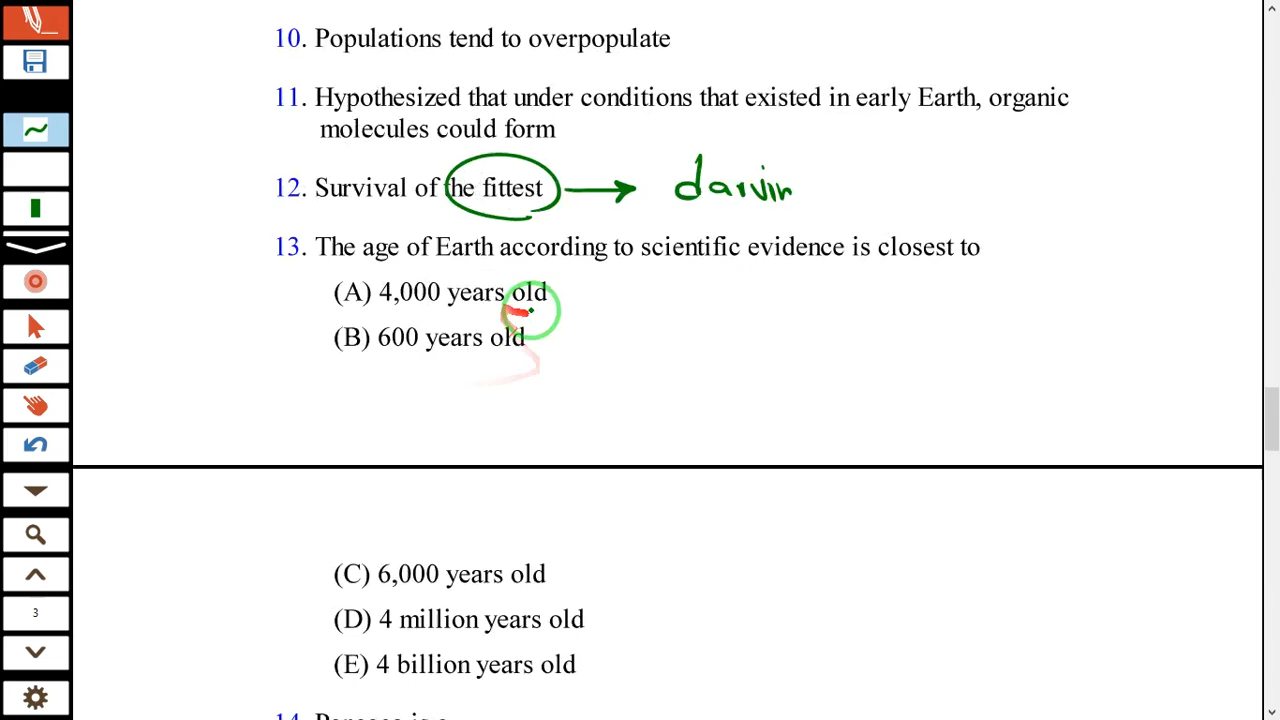 10. Populations tend to overpopulate
11. Hypothesized that under conditions that existed in early Earth, organic
molecules could form
12. Survival of the fittest → darvin
13. The age of Earth according to scientific evidence is closest to
(A) 4,000 years old
(B) 600 years old
3
(C) 6,000 years old
(D) 4 million years old
(E) 4 billion years old